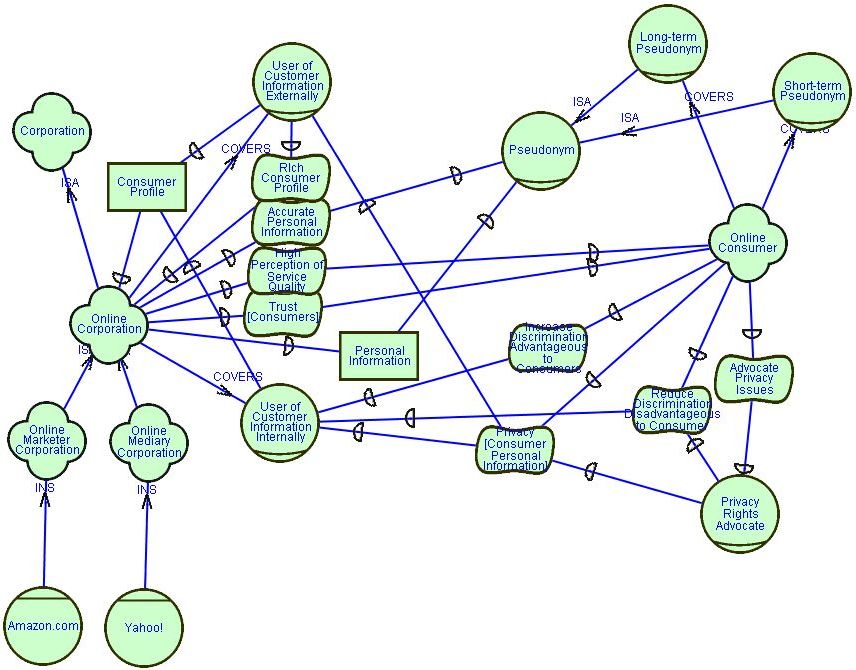 Long-term
Pseudonym
User of
Customer
Information
Externally
Short-term
Pseudonym
COVERS
ISA
ISA
Corporation
COVERS
COVERS
Pseudonym
RIch
Consumer
Profile
Consumer
Profile
ISA
Accurate
Personal
Information
Online
Consumer
High
Perception of
Service
Quality
Trust
[Consumers]
Online
Corporation
Increase
Discrimination
Advantageous
to
Consumers
Personal
Information
Advocate
Privacy
Issues
COVERS
Reduce
Discrimination
Disadvantageous
to Consumer
User of
Customer
Information
Internally
Online
Marketer
Corporation
Online
Mediary
Corporation
Privacy
[Consumer
Personal
Information]
INS
INS
Privacy
Rights
Advocate
Amazon.com
Yahoo!